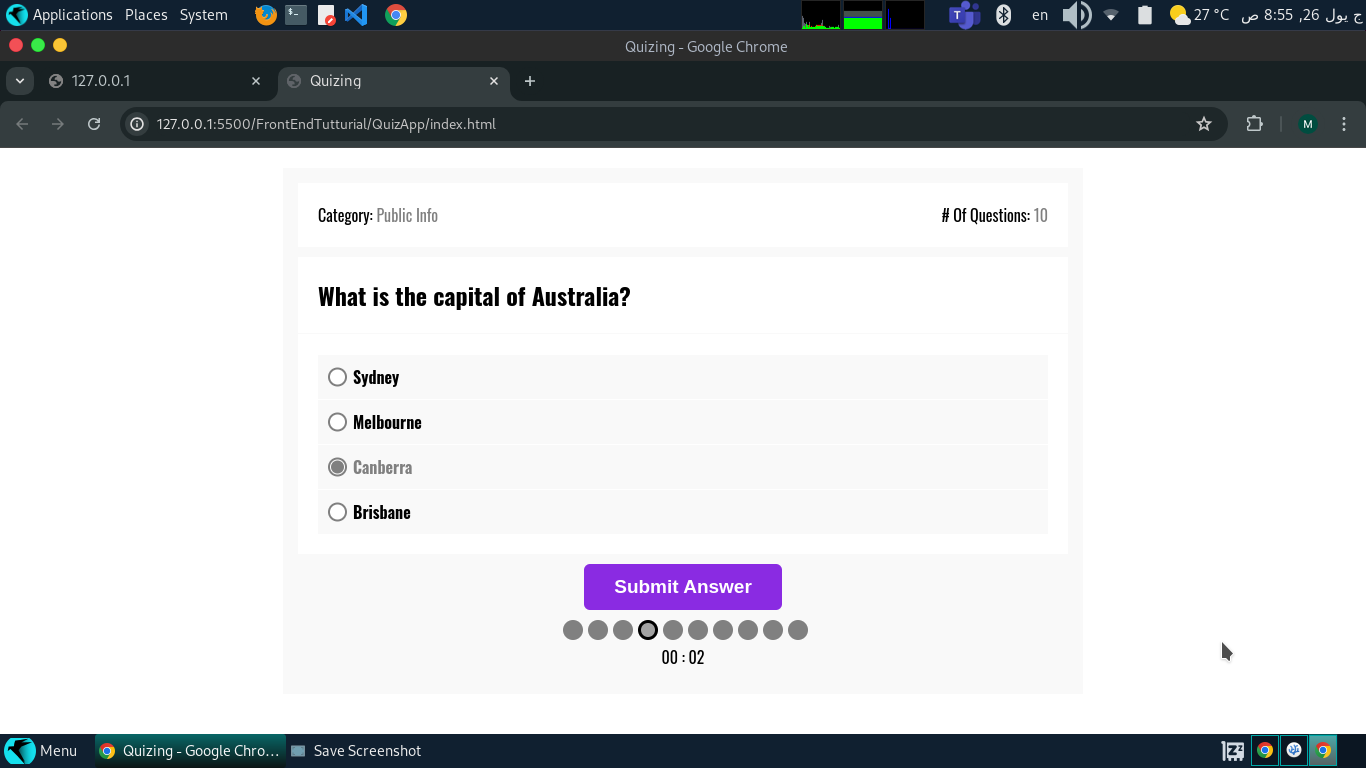 Applications Places System
en
27 °C
ج يول 26, 8:55 ص
Quizing - Google Chrome
127.0.0.1
Quizing
127.0.0.1:5500/FrontEndTutturial/QuizApp/index.html
M
Category: Public Info
# Of Questions: 10
What is the capital of Australia?
Sydney
Melbourne
Canberra
Brisbane
Submit Answer
00 : 02
Menu
Quizing - Google Chro...
Save Screenshot